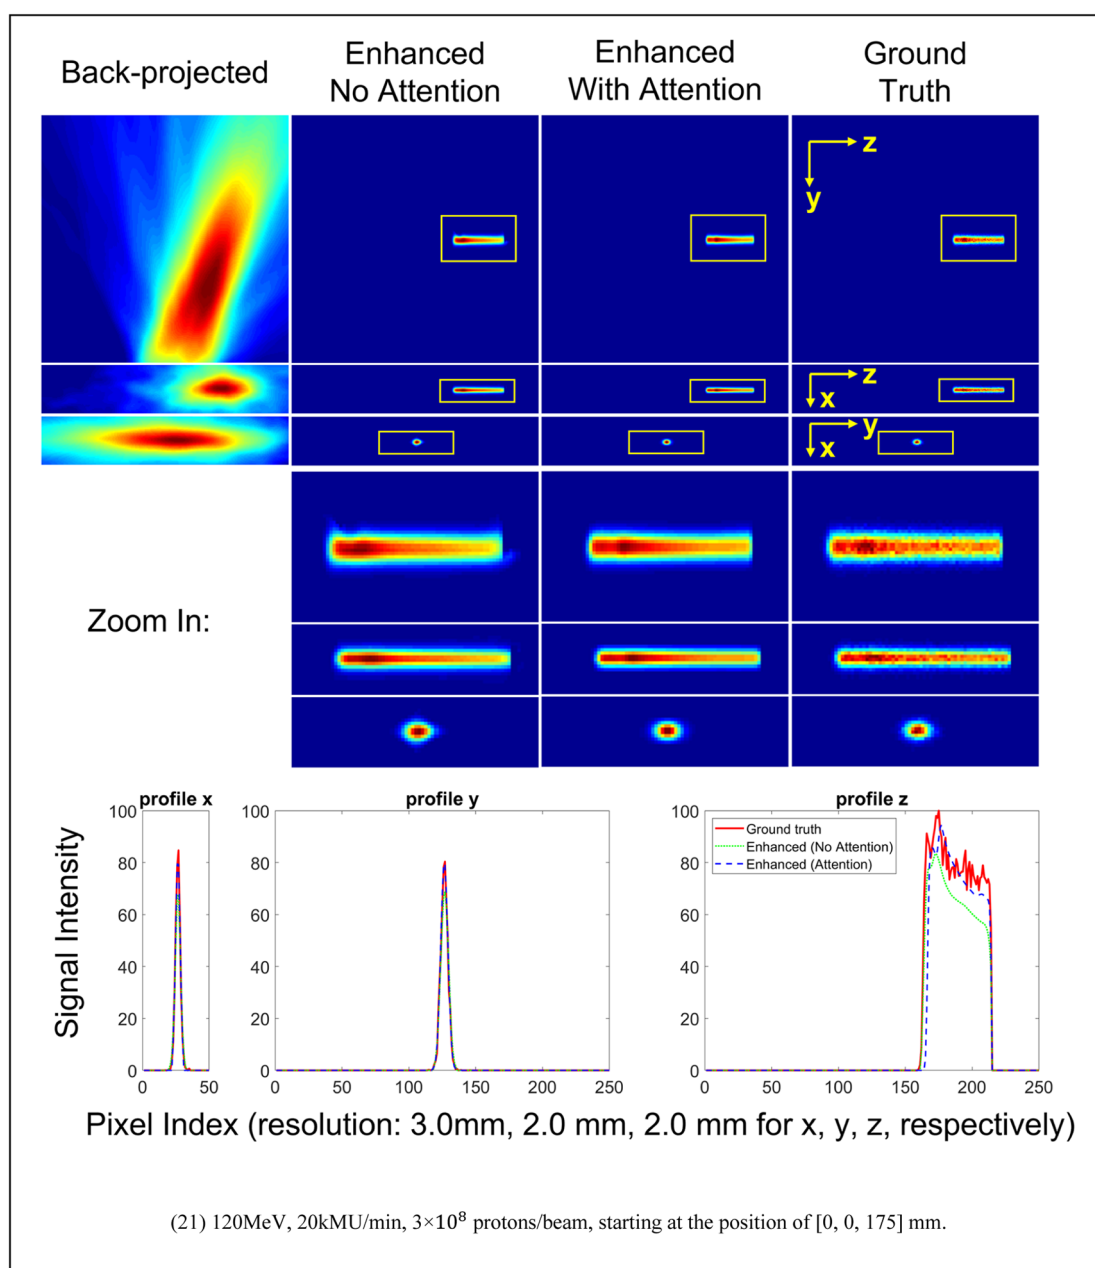 Back-projected
Enhanced
No Attention
Enhanced
With Attention
Ground
Truth
z
y
z
x
y
x
Zoom In:
profile x
profile y
profile z
Signal Intensity
100
80
60
40
20
0
0
50
100
80
60
40
20
0
0
50
100
150
200
250
100
80
60
40
20
0
0
50
100
150
200
250
Ground truth
Enhanced (No Attention)
Enhanced (Attention)
Pixel Index (resolution: 3.0mm, 2.0 mm, 2.0 mm for x, y, z, respectively)
(21) 120MeV, 20kMU/min, 3×10⁸ protons/beam, starting at the position of [0, 0, 175] mm.